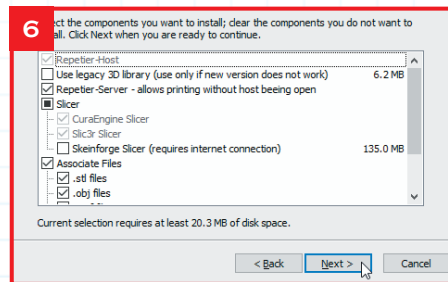 6
ct the components you want to install; clear the components you do not want to
all. Click Next when you are ready to continue.
Repetier-Host
Use legacy 3D library (use only if new version does not work) 6.2 MB
Repetier-Server - allows printing without host beeing open
Slicer
CuraEngine Slicer
Slic3r Slicer
Skeinforge Slicer (requires internet connection) 135.0 MB
Associate Files
.stl files
.obj files
Current selection requires at least 20.3 MB of disk space.
< Back Next > Cancel